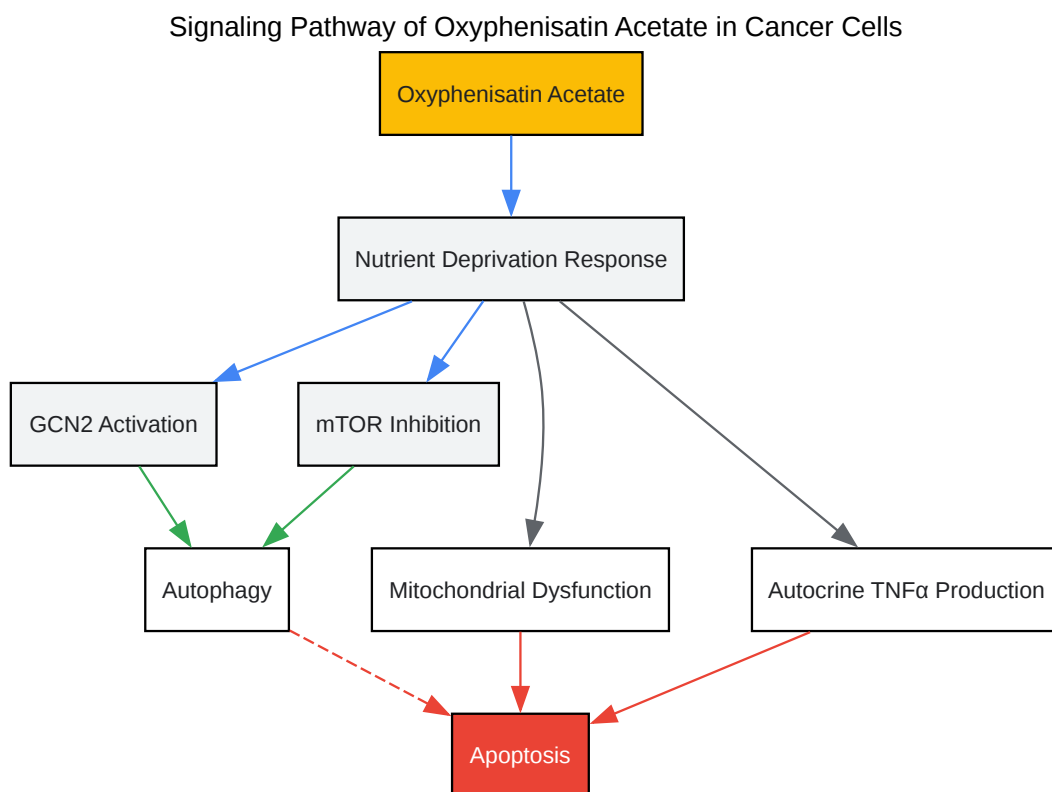 Signaling Pathway of Oxyphenisatin Acetate in Cancer Cells
Oxyphenisatin Acetate
Nutrient Deprivation Response
GCN2 Activation
mTOR Inhibition
Autophagy
Mitochondrial Dysfunction
Autocrine TNFα Production
Apoptosis